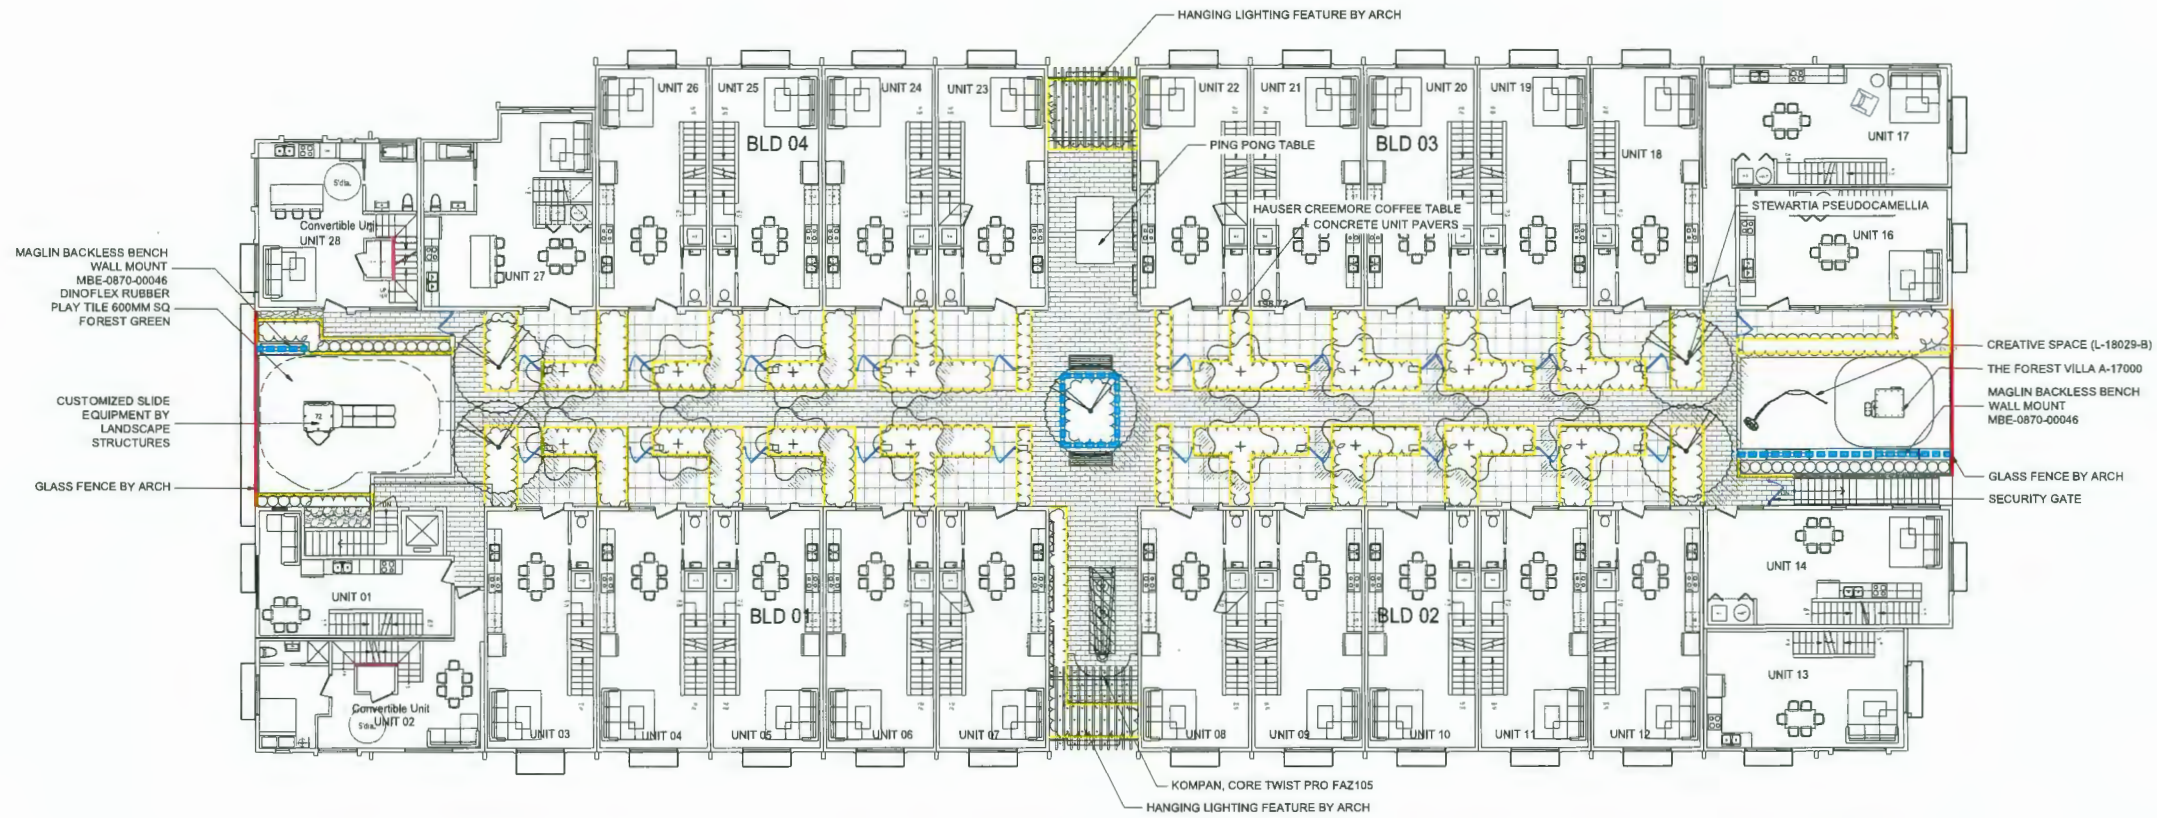 HANGING LIGHTING FEATURE BY ARCH
UNIT 26
UNIT 25
UNIT 24
UNIT 23
UNIT 22
UNIT 21
UNIT 20
UNIT 19
BLD 04
BLD 03
PING PONG TABLE
UNIT 18
UNIT 17
5'dia.
Convertible Unit
UNIT 28
UNIT 27
HAUSER CREEMORE COFFEE TABLE
CONCRETE UNIT PAVERS
STEWARTIA PSEUDOCAMELLIA
UNIT 16
MAGLIN BACKLESS BENCH
WALL MOUNT
MBE-0870-00046
DINOFLEX RUBBER
PLAY TILE 600MM SQ
FOREST GREEN
198.72
CUSTOMIZED SLIDE
EQUIPMENT BY
LANDSCAPE
STRUCTURES
72
GLASS FENCE BY ARCH
CREATIVE SPACE (L-18029-B)
THE FOREST VILLA A-17000
MAGLIN BACKLESS BENCH
WALL MOUNT
MBE-0870-00046
GLASS FENCE BY ARCH
SECURITY GATE
DN
UNIT 01
BLD 01
BLD 02
UNIT 14
UNIT 13
Convertible Unit
UNIT 02
5'dia.
UNIT 03
UNIT 04
UNIT 05
UNIT 06
UNIT 07
UNIT 08
UNIT 09
UNIT 10
UNIT 11
UNIT 12
KOMPAN, CORE TWIST PRO FAZ105
HANGING LIGHTING FEATURE BY ARCH